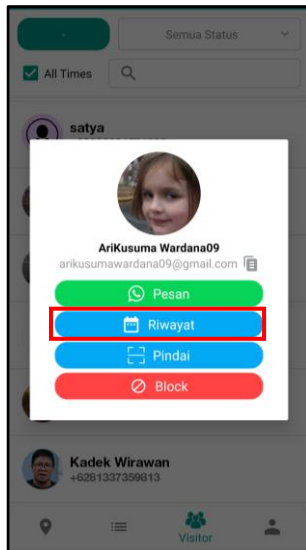 Semua Status
All Times
satya
AriKusuma Wardana09
arikusumawardana09@gmail.com
Pesan
Riwayat
Pindai
Block
Kadek Wirawan
+6281337359813
Visitor